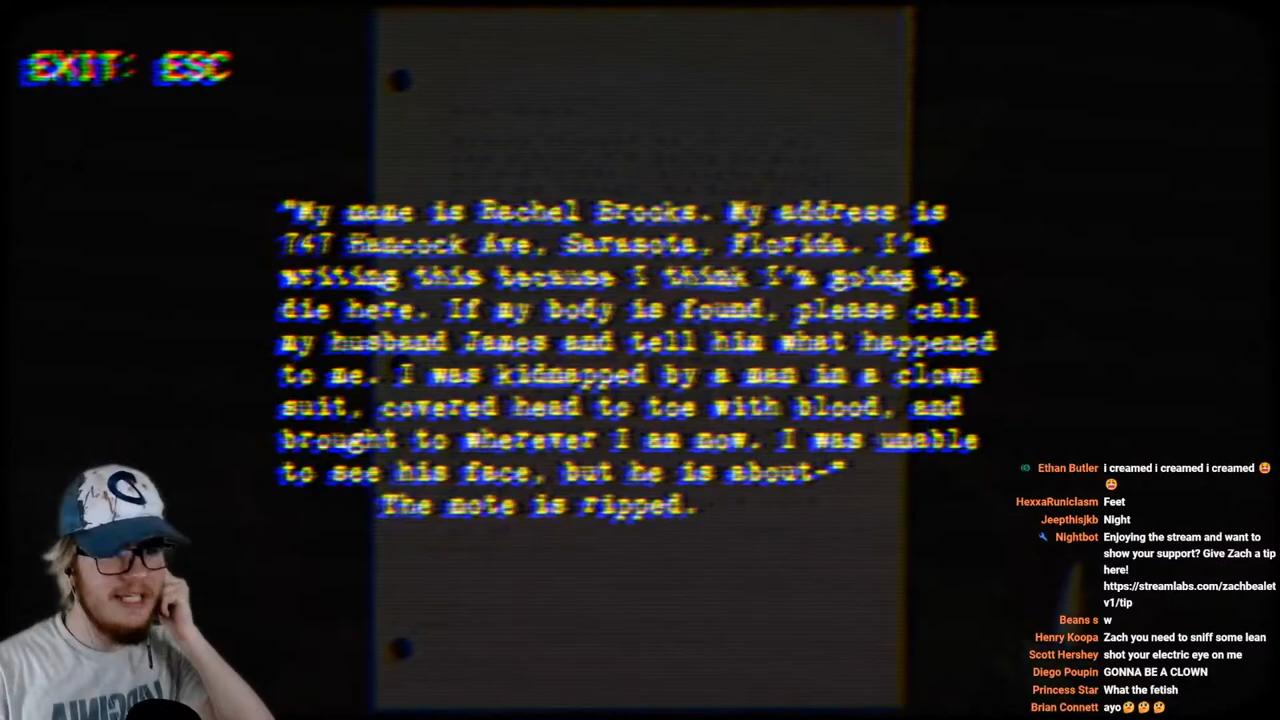 EXIT: ESC
"My name is Rachel Brooks. My address is
747 Hancock Ave, Sarasota, Florida. I'm
writing this because I think I'm going to
die here. If my body is found, please call
my husband James and tell him what happened
to me. I was kidnapped by a man in a clown
suit, covered head to toe with blood, and
brought to wherever I am now. I was unable
to see his face, but he is about-"
The note is ripped.
Ethan Butler i creamed i creamed i creamed 😩
😩
HexxaRuniclasm Feet
Jeepthisjkb Night
Nightbot Enjoying the stream and want to
show your support? Give Zach a tip
here!
https://streamlabs.com/zachbealet
v1/tip
Beans s w
Henry Koopa Zach you need to sniff some lean
Scott Hershey shot your electric eye on me
Diego Poupin GONNA BE A CLOWN
Princess Star What the fetish
Brian Connett ayo🤔🤔🤔